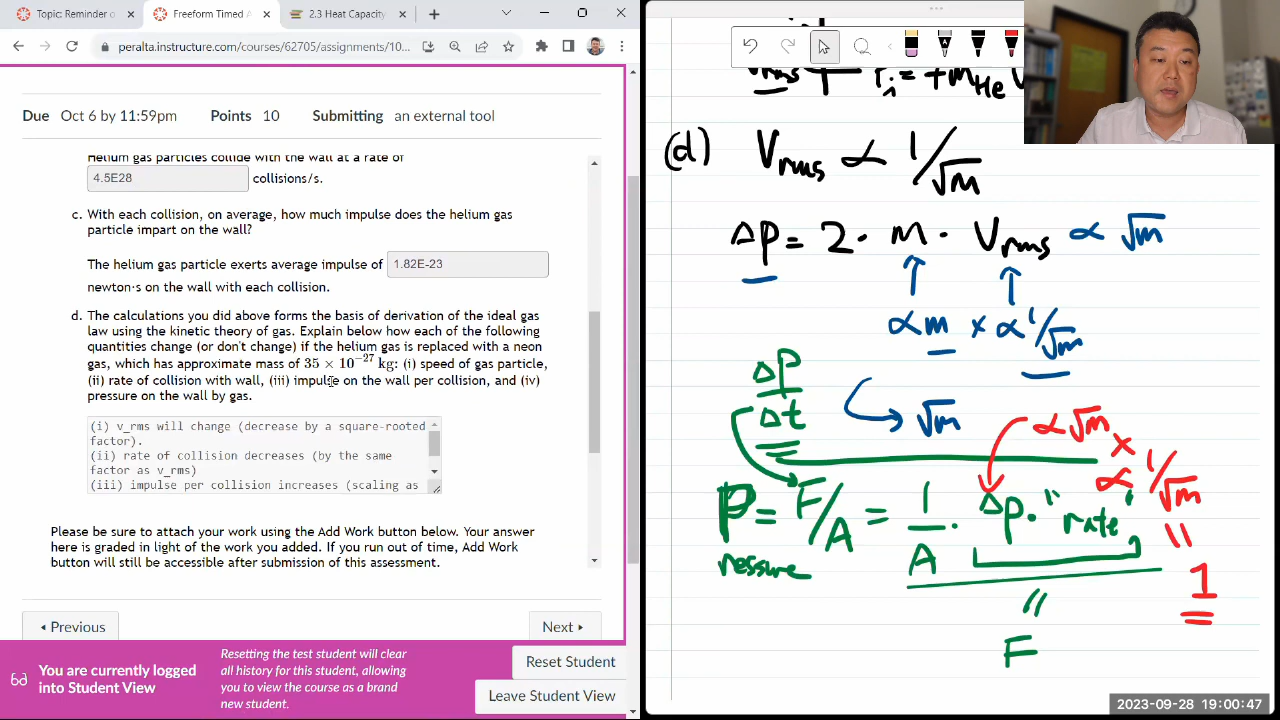 Topic Reminder o
Freeform Timed A
2.3 Heat Capacity
peralta.instructure.com/courses/62709/assignments/10...
Due Oct 6 by 11:59pm Points 10 Submitting an external tool
Helium gas particles collide with the wall at a rate of
4.5E28 collisions/s.
c. With each collision, on average, how much impulse does the helium gas
particle impart on the wall?
The helium gas particle exerts average impulse of 1.82E-23
newton·s on the wall with each collision.
d. The calculations you did above forms the basis of derivation of the ideal gas
law using the kinetic theory of gas. Explain below how each of the following
quantities change (or don't change) if the helium gas is replaced with a neon
gas, which has approximate mass of 35 × 10⁻²⁷ kg: (i) speed of gas particle,
(ii) rate of collision with wall, (iii) impulse on the wall per collision, and (iv)
pressure on the wall by gas.
(i) v_rms will change (decrease by a square-rooted
factor).
(ii) rate of collision decreases (by the same
factor as v_rms)
(iii) impulse per collision increases (scaling as
Please be sure to attach your work using the Add Work button below. Your answer
here is graded in light of the work you added. If you run out of time, Add Work
button will still be accessible after submission of this assessment.
Previous
Next
You are currently logged
into Student View
Resetting the test student will clear
all history for this student, allowing
you to view the course as a brand
new student.
Reset Student
Leave Student View
(d) Vrms ∝ 1/√m
Δp = 2 · m · Vrms ∝ √m
∝ m × ∝ 1/√m
√m
Δp
Δt
∝ √m
×
∝ 1/√m
P = F/A = 1/A · Δp · "rate"
ressure
"
1
"
F
2023-09-28 19:00:47